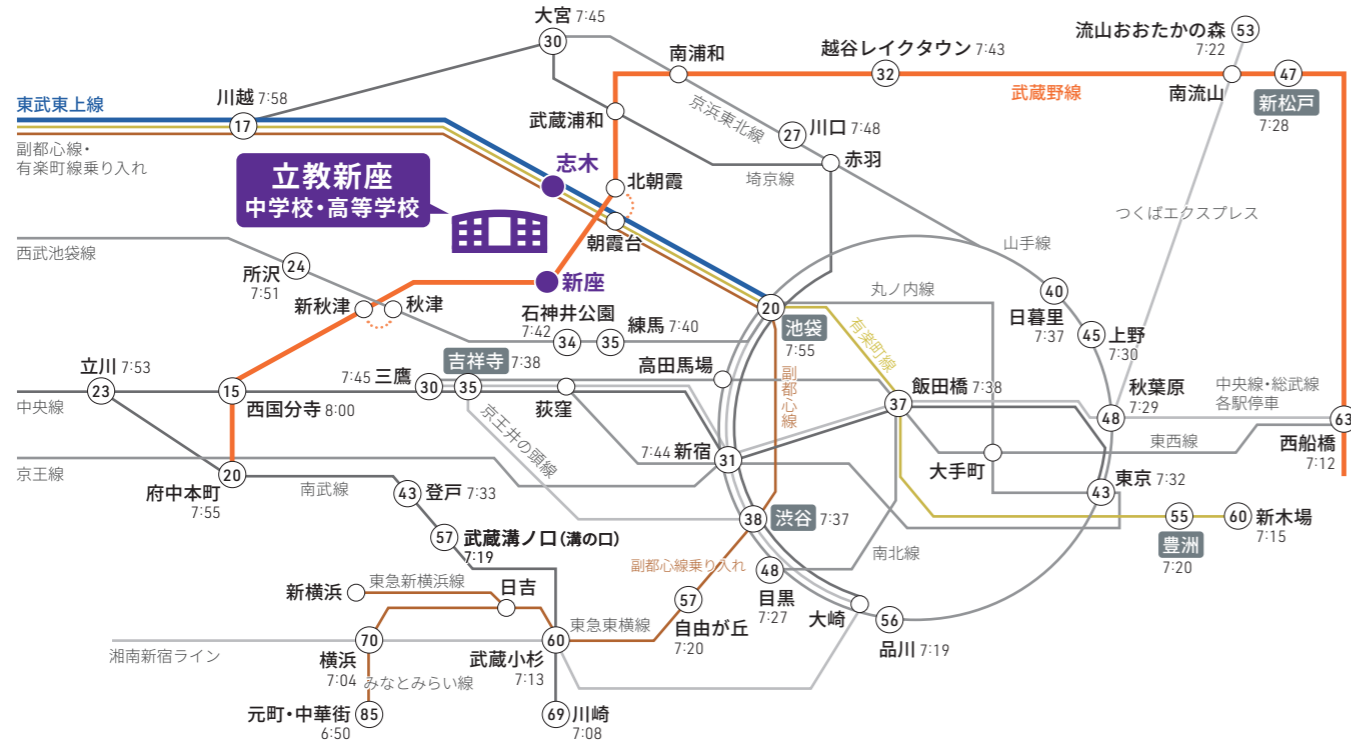 大宮 7:45
30
流山おおたかの森 53
7:22
南浦和
越谷レイクタウン 7:43
32
武蔵野線
南流山
47
新松戸
7:28
東武東上線
川越 7:58
17
副都心線・
有楽町線乗り入れ
武蔵浦和
京浜東北線
27 川口 7:48
赤羽
埼京線
立教新座
中学校・高等学校
志木
北朝霞
朝霞台
つくばエクスプレス
西武池袋線
所沢 24
7:51
新秋津
秋津
新座
山手線
丸ノ内線
40
日暮里
7:37
石神井公園
7:42
34
35
練馬 7:40
20
池袋
7:55
有楽町線
45 上野
7:30
立川 7:53
23
中央線
15
西国分寺 8:00
7:45 三鷹 30
吉祥寺 7:38
35
荻窪
高田馬場
副都心線
飯田橋 7:38
37
秋葉原
7:29
48
中央線・総武線
各駅停車
63
西船橋
7:12
東西線
京王線
京王井の頭線
7:44 新宿
31
大手町
東京 7:32
43
20
府中本町
7:55
南武線
43 登戸 7:33
57 武蔵溝ノ口(溝の口)
7:19
38 渋谷 7:37
55
豊洲
7:20
60 新木場
7:15
南北線
副都心線乗り入れ
48
目黒
7:27
大崎
56
品川 7:19
新横浜
東急新横浜線
日吉
57
自由が丘
7:20
東急東横線
湘南新宿ライン
70
横浜
7:04
60
武蔵小杉
7:13
みなとみらい線
元町・中華街 85
6:50
69 川崎
7:08